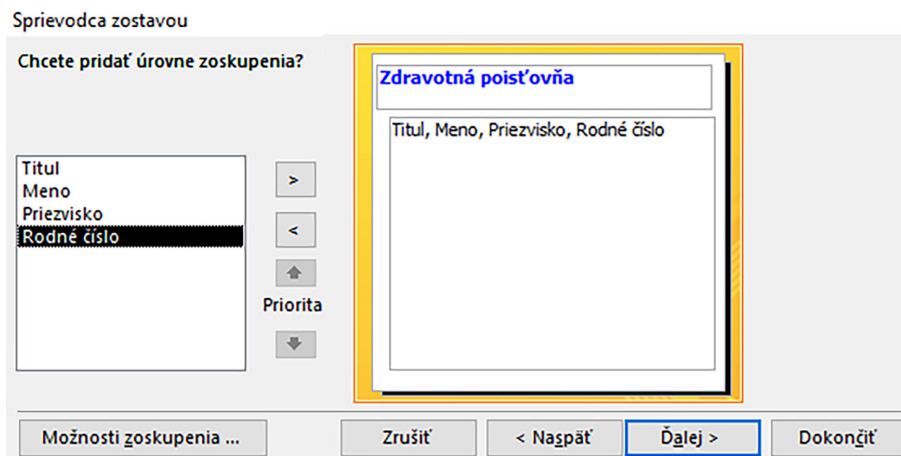 Sprievodca zostavou
Chcete pridať úrovne zoskupenia?
Titul
Meno
Priezvisko
Rodné číslo
>
<
Priorita
Zdravotná poisťovňa
Titul, Meno, Priezvisko, Rodné číslo
Možnosti zoskupenia ...
Zrušiť
< Naspäť
Ďalej >
Dokončiť